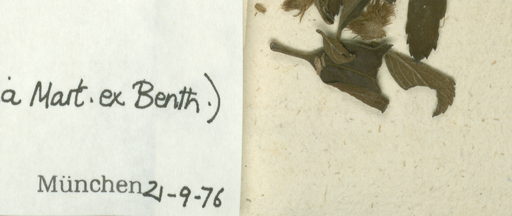 a Mart. ex Benth.)
München 21-9-76